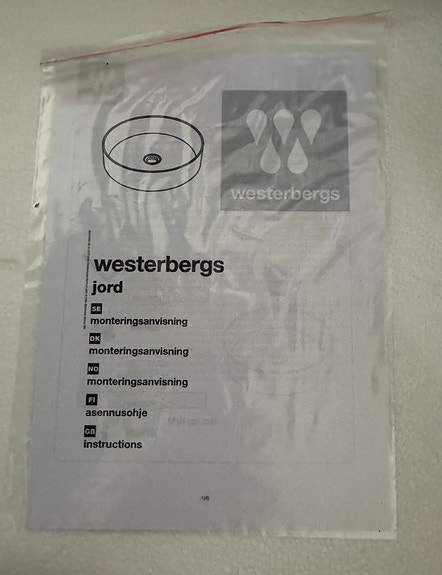 westerbergs
westerbergs
jord
SE
monteringsanvisning
DK
monteringsanvisning
NO
monteringsanvisning
FI
asennusohje
GB
instructions